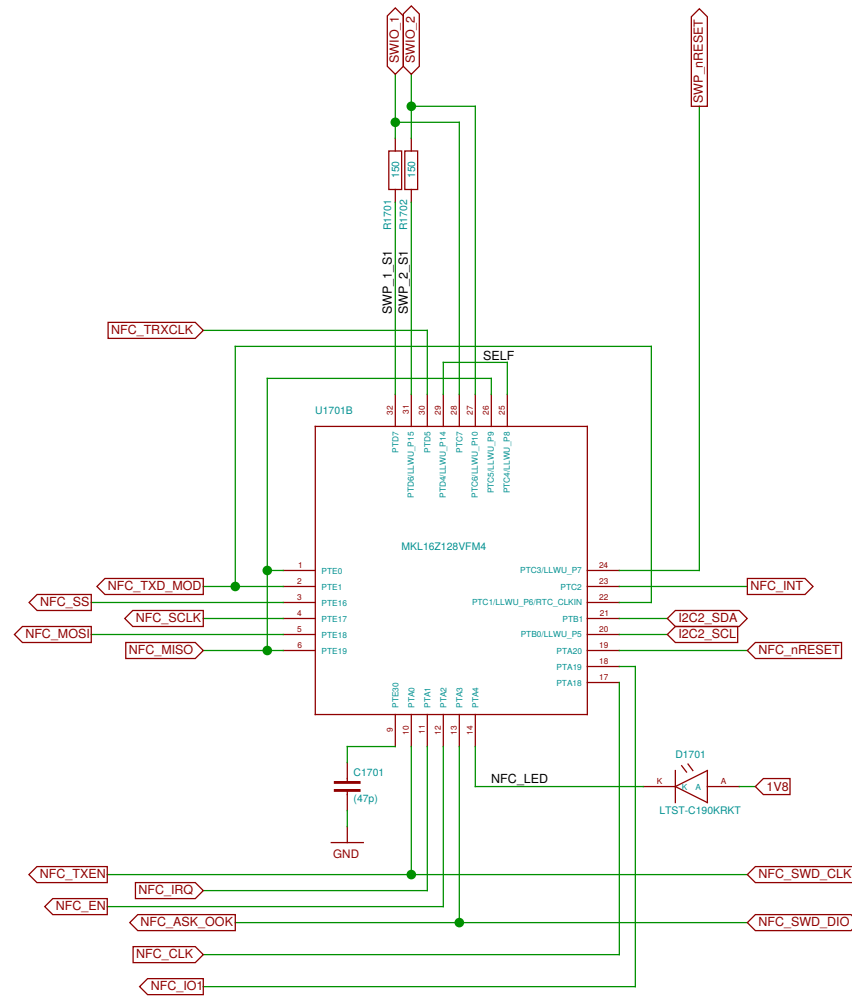 SWIO_1
SWIO_2
SWP_nRESET
150
150
R1701
R1702
SWP_1_S1
SWP_2_S1
NFC_TRXCLK
SELF
U1701B
32
31
30
29
28
27
26
25
PTD7
PTD6/LLWU_P15
PTD5
PTD4/LLWU_P14
PTC7
PTC6/LLWU_P10
PTC5/LLWU_P9
PTC4/LLWU_P8
MKL16Z128VFM4
1 PTE0
NFC_TXD_MOD 2 PTE1
NFC_SS 3 PTE16
NFC_SCLK 4 PTE17
NFC_MOSI 5 PTE18
NFC_MISO 6 PTE19
PTC3/LLWU_P7 24
PTC2 23 NFC_INT
PTC1/LLWU_P6/RTC_CLKIN 22
PTB1 21 I2C2_SDA
PTB0/LLWU_P5 20 I2C2_SCL
PTA20 19 NFC_nRESET
PTA19 18
PTA18 17
PTE30
PTA0
PTA1
PTA2
PTA3
PTA4
9
10
11
12
13
14
C1701
(47p)
GND
NFC_LED
D1701
K K A A
1V8
LTST-C190KRKT
NFC_TXEN
NFC_SWD_CLK
NFC_IRQ
NFC_EN
NFC_ASK_OOK
NFC_SWD_DIO
NFC_CLK
NFC_IO1